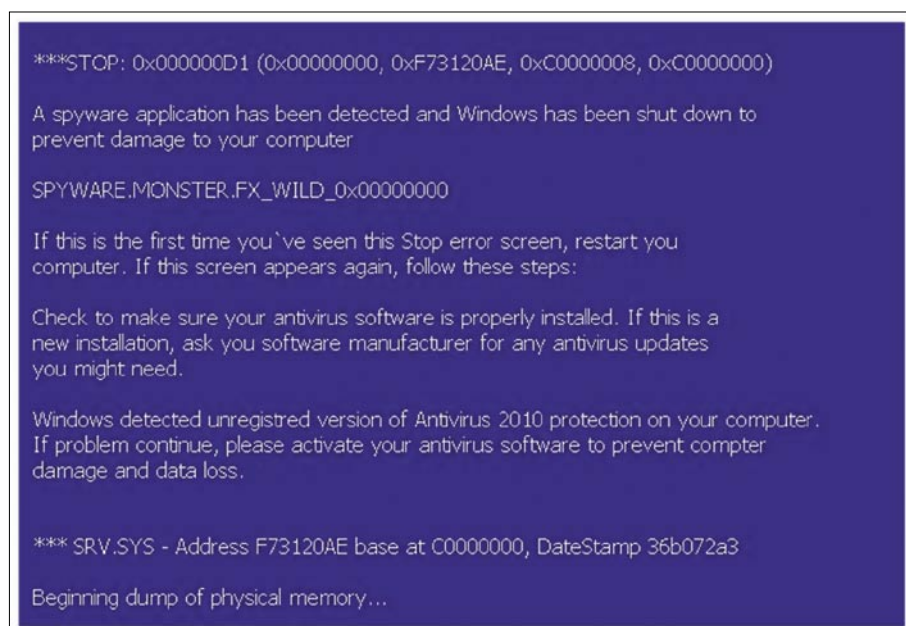 ***STOP: 0x000000D1 (0x00000000, 0xF73120AE, 0xC0000008, 0xC0000000)
A spyware application has been detected and Windows has been shut down to
prevent damage to your computer
SPYWARE.MONSTER.FX_WILD_0x00000000
If this is the first time you`ve seen this Stop error screen, restart you
computer. If this screen appears again, follow these steps:
Check to make sure your antivirus software is properly installed. If this is a
new installation, ask you software manufacturer for any antivirus updates
you might need.
Windows detected unregistred version of Antivirus 2010 protection on your computer.
If problem continue, please activate your antivirus software to prevent compter
damage and data loss.
*** SRV.SYS - Address F73120AE base at C0000000, DateStamp 36b072a3
Beginning dump of physical memory...